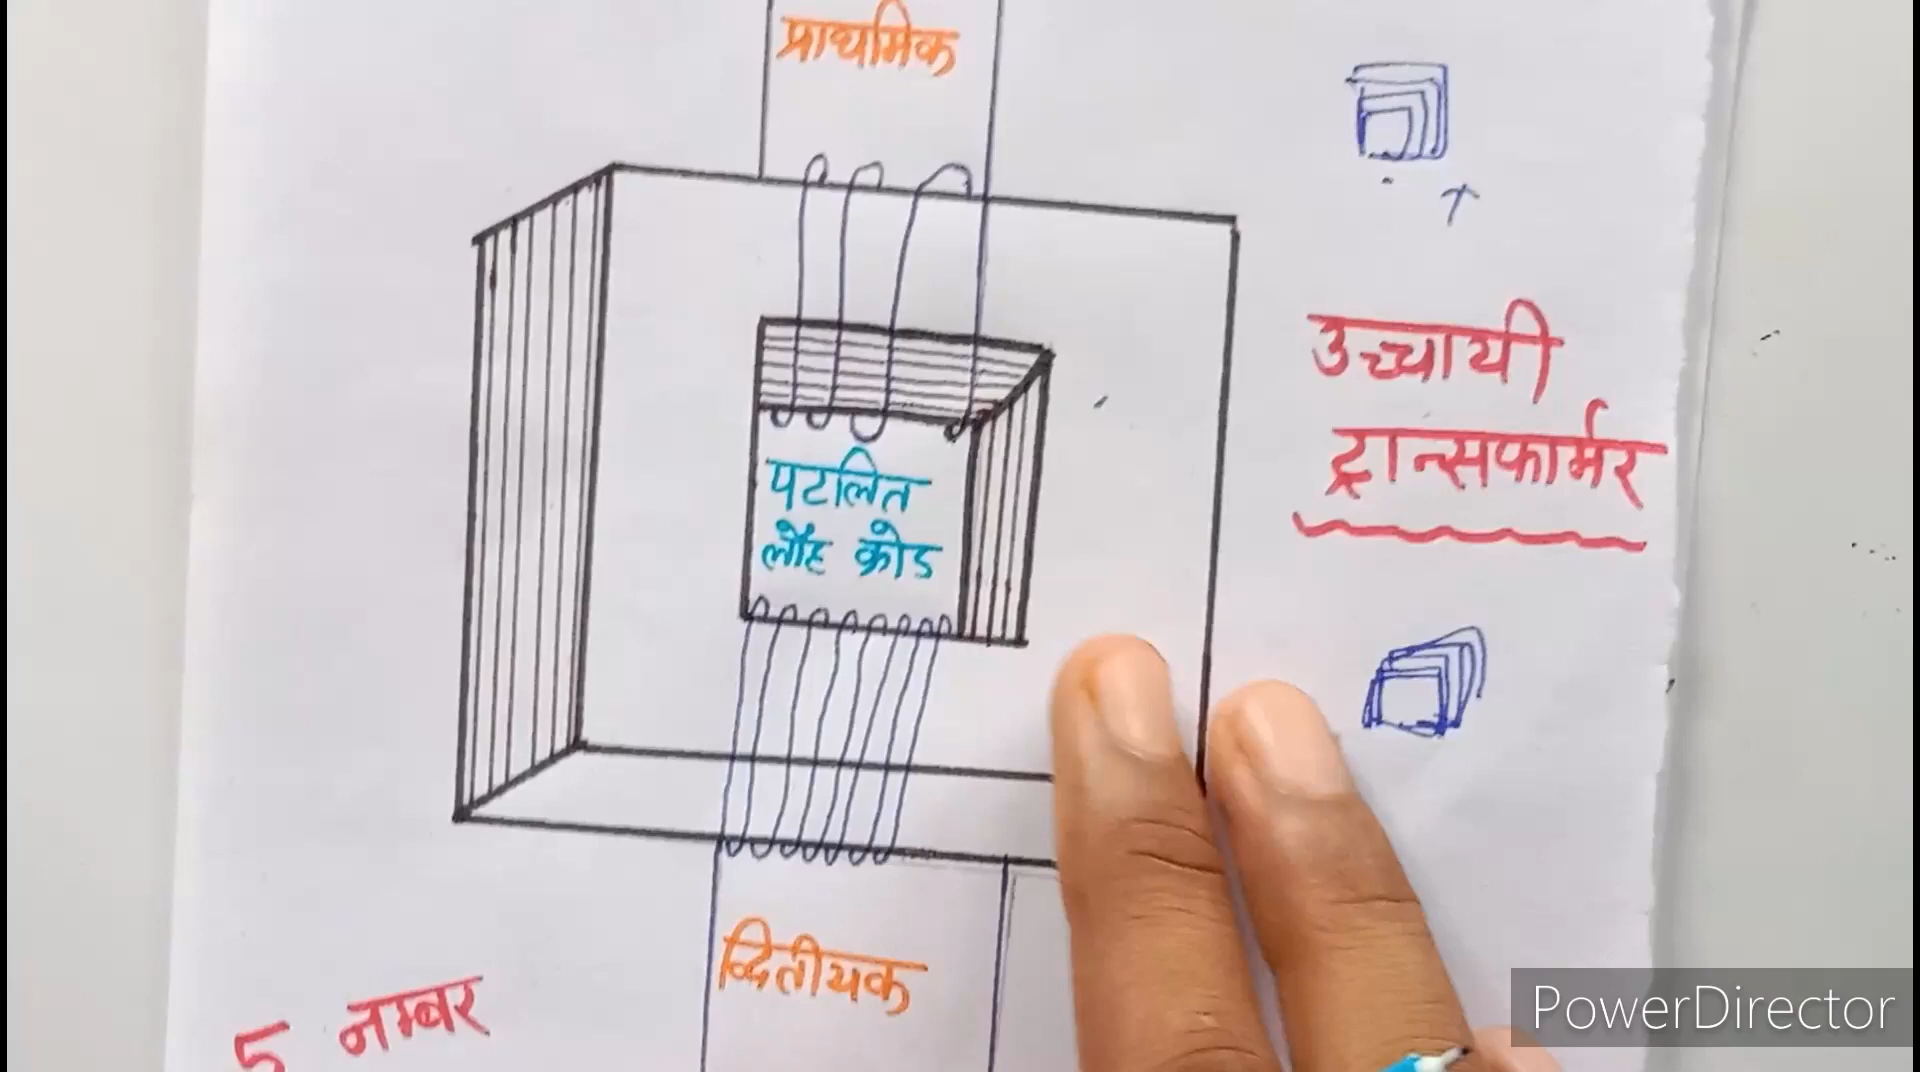 प्राथमिक
उच्चायी
ट्रान्सफार्मर
पटलित
लौह क्रोड
द्वितीयक
5 नम्बर
PowerDirector